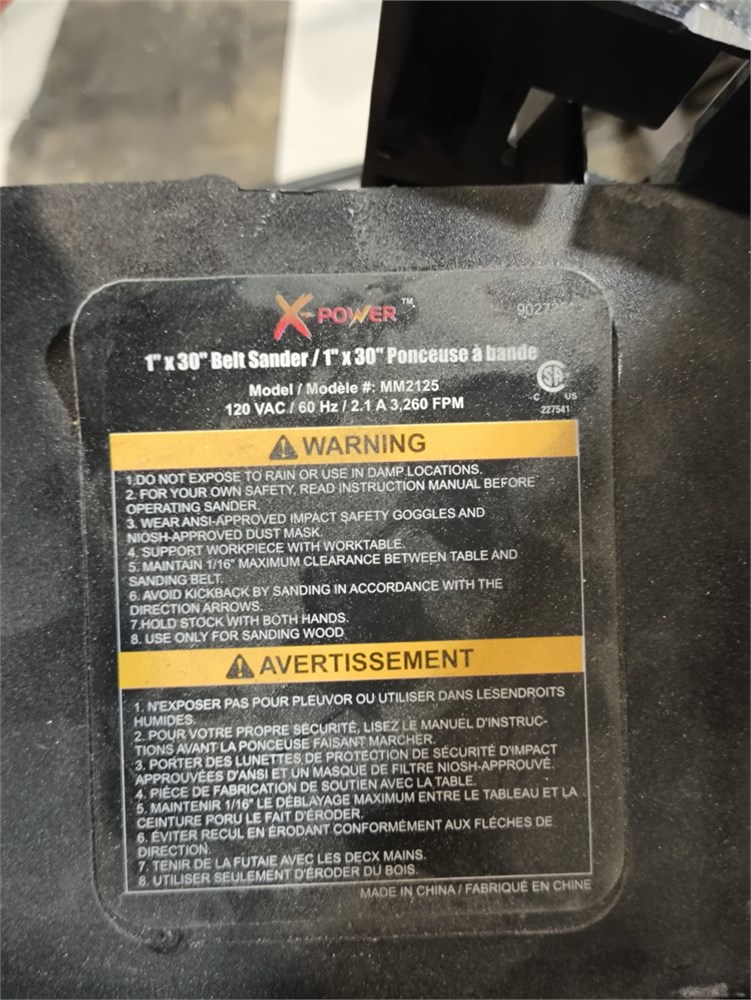 X-POWER™
1" x 30" Belt Sander / 1" x 30" Ponceuse à bande
Model / Modèle #: MM2125
120 VAC / 60 Hz / 2.1 A 3,260 FPM
C US
227541
WARNING
1.DO NOT EXPOSE TO RAIN OR USE IN DAMP.LOCATIONS.
2. FOR YOUR OWN SAFETY, READ INSTRUCTION MANUAL BEFORE
OPERATING SANDER.
3. WEAR ANSI-APPROVED IMPACT SAFETY GOGGLES AND
NIOSH-APPROVED DUST MASK.
4. SUPPORT WORKPIECE WITH WORKTABLE.
5. MAINTAIN 1/16" MAXIMUM CLEARANCE BETWEEN TABLE AND
SANDING BELT.
6. AVOID KICKBACK BY SANDING IN ACCORDANCE WITH THE
DIRECTION ARROWS.
7.HOLD STOCK WITH BOTH HANDS.
8. USE ONLY FOR SANDING WOOD
AVERTISSEMENT
1. N'EXPOSER PAS POUR PLEUVOR OU UTILISER DANS LESENDROITS
HUMIDES.
2. POUR VOTRE PROPRE SÉCURITÉ, LISEZ LE MANUEL D'INSTRUC-
TIONS AVANT LA PONCEUSE FAISANT MARCHER.
3. PORTER DES LUNETTES DE PROTECTION DE SÉCURITÉ D'IMPACT
APPROUVÉES D'ANSI ET UN MASQUE DE FILTRE NIOSH-APPROUVÉ.
4. PIÈCE DE FABRICATION DE SOUTIEN AVEC LA TABLE.
5. MAINTENIR 1/16" LE DÉBLAYAGE MAXIMUM ENTRE LE TABLEAU ET LA
CEINTURE PORU LE FAIT D'ÉRODER.
6. ÉVITER RECUL EN ÉRODANT CONFORMÉMENT AUX FLÉCHES DE
DIRECTION.
7. TENIR DE LA FUTAIE AVEC LES DECX MAINS.
8. UTILISER SEULEMENT D'ÉRODER DU BOIS.
MADE IN CHINA / FABRIQUÉ EN CHINE